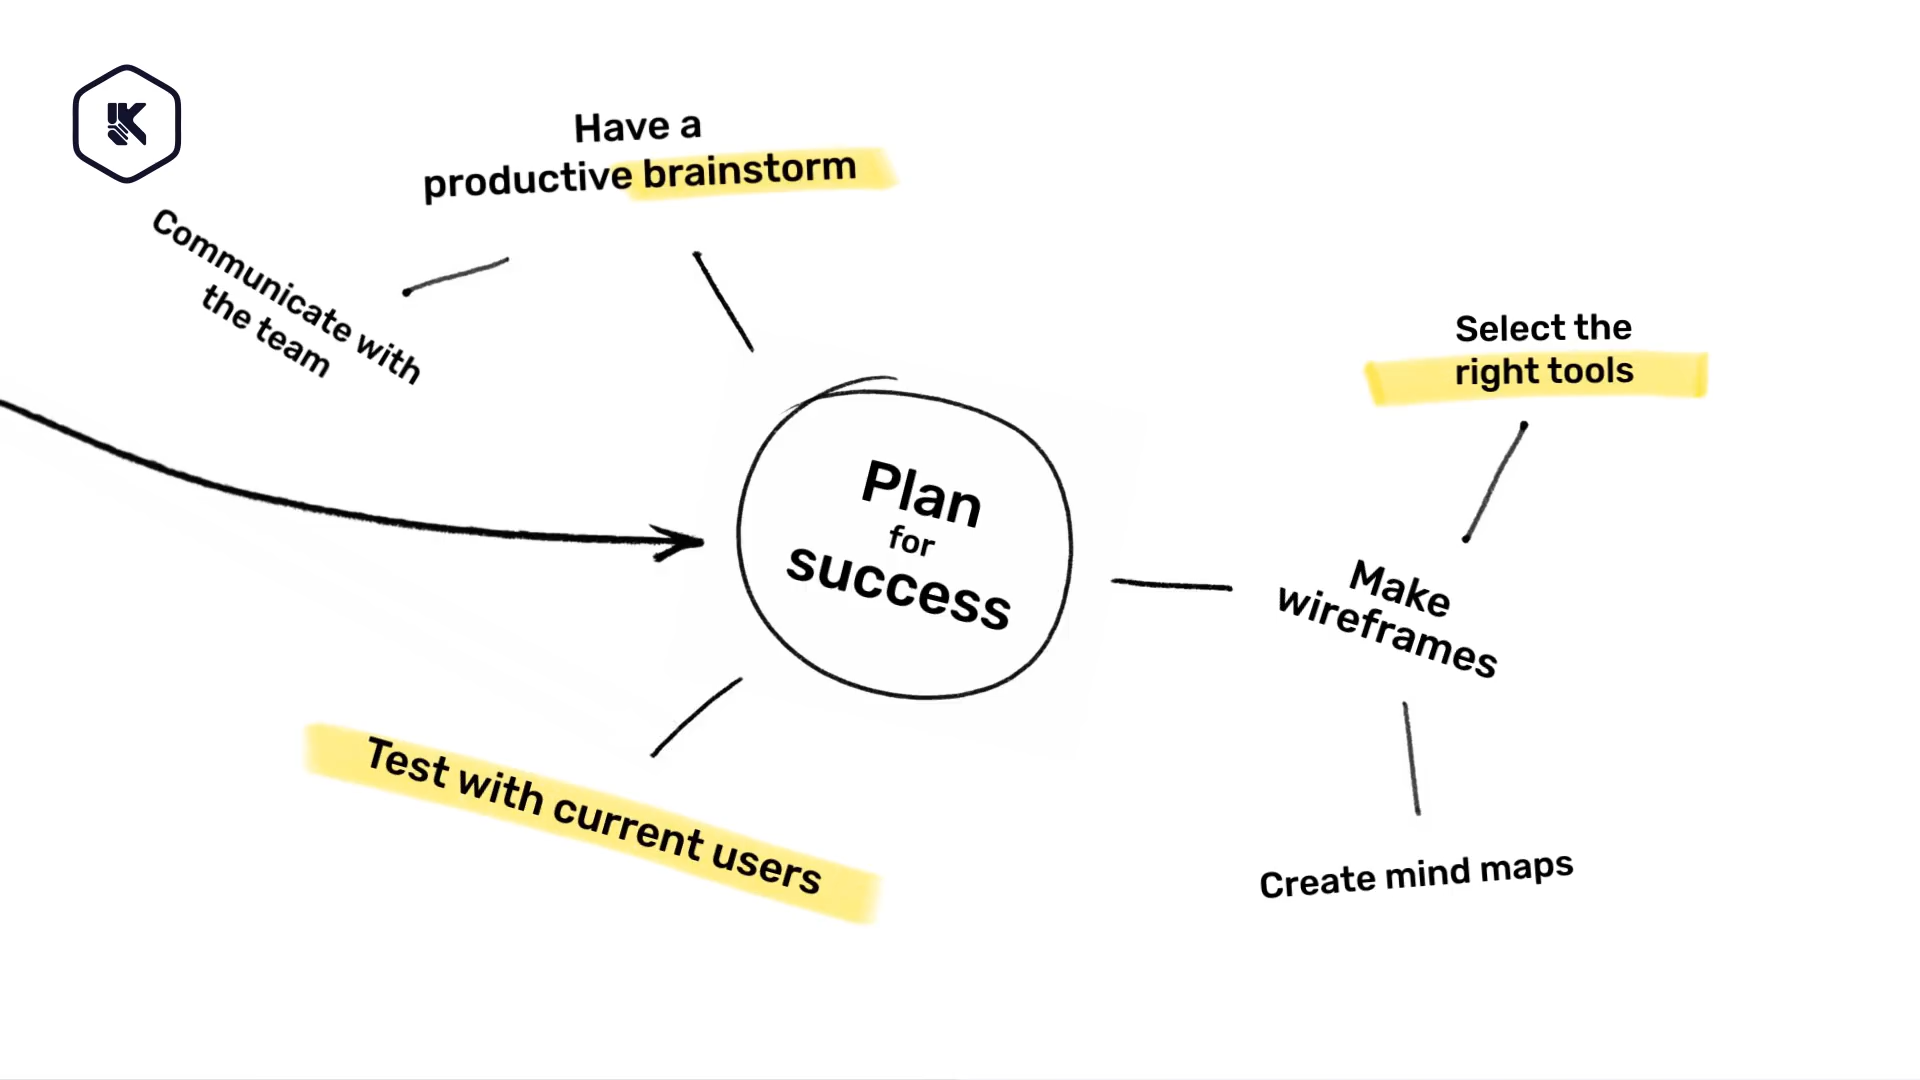 K
Have a
productive brainstorm
Communicate with
the team
Select the
right tools
Plan
for
success
Make
wireframes
Test with current users
Create mind maps